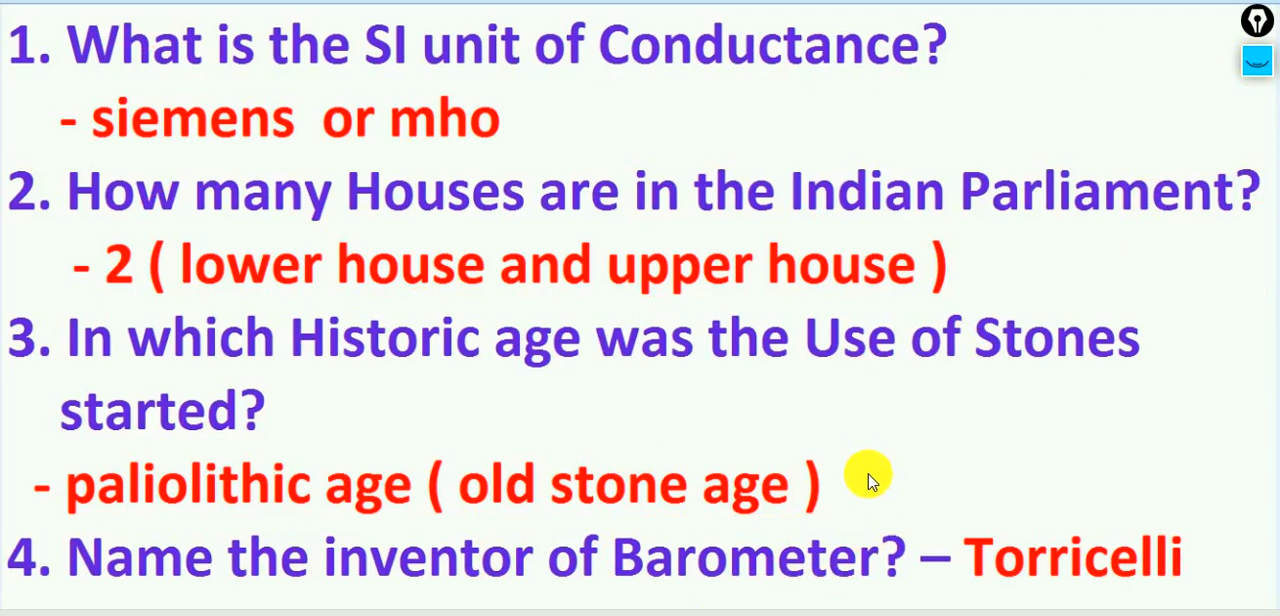 1. What is the SI unit of Conductance?
- siemens or mho
2. How many Houses are in the Indian Parliament?
- 2 ( lower house and upper house )
3. In which Historic age was the Use of Stones
started?
- paliolithic age ( old stone age )
4. Name the inventor of Barometer? – Torricelli